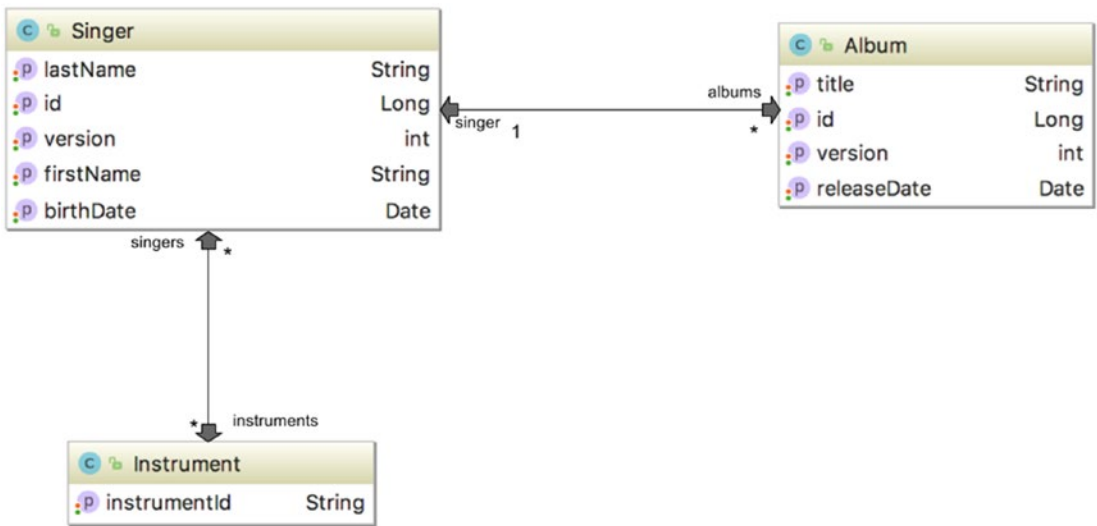 C Singer
p lastName String
p id Long
p version int
p firstName String
p birthDate Date
C Album
p title String
p id Long
p version int
p releaseDate Date
albums
singer 1 *
singers *
* instruments
C Instrument
p instrumentId String